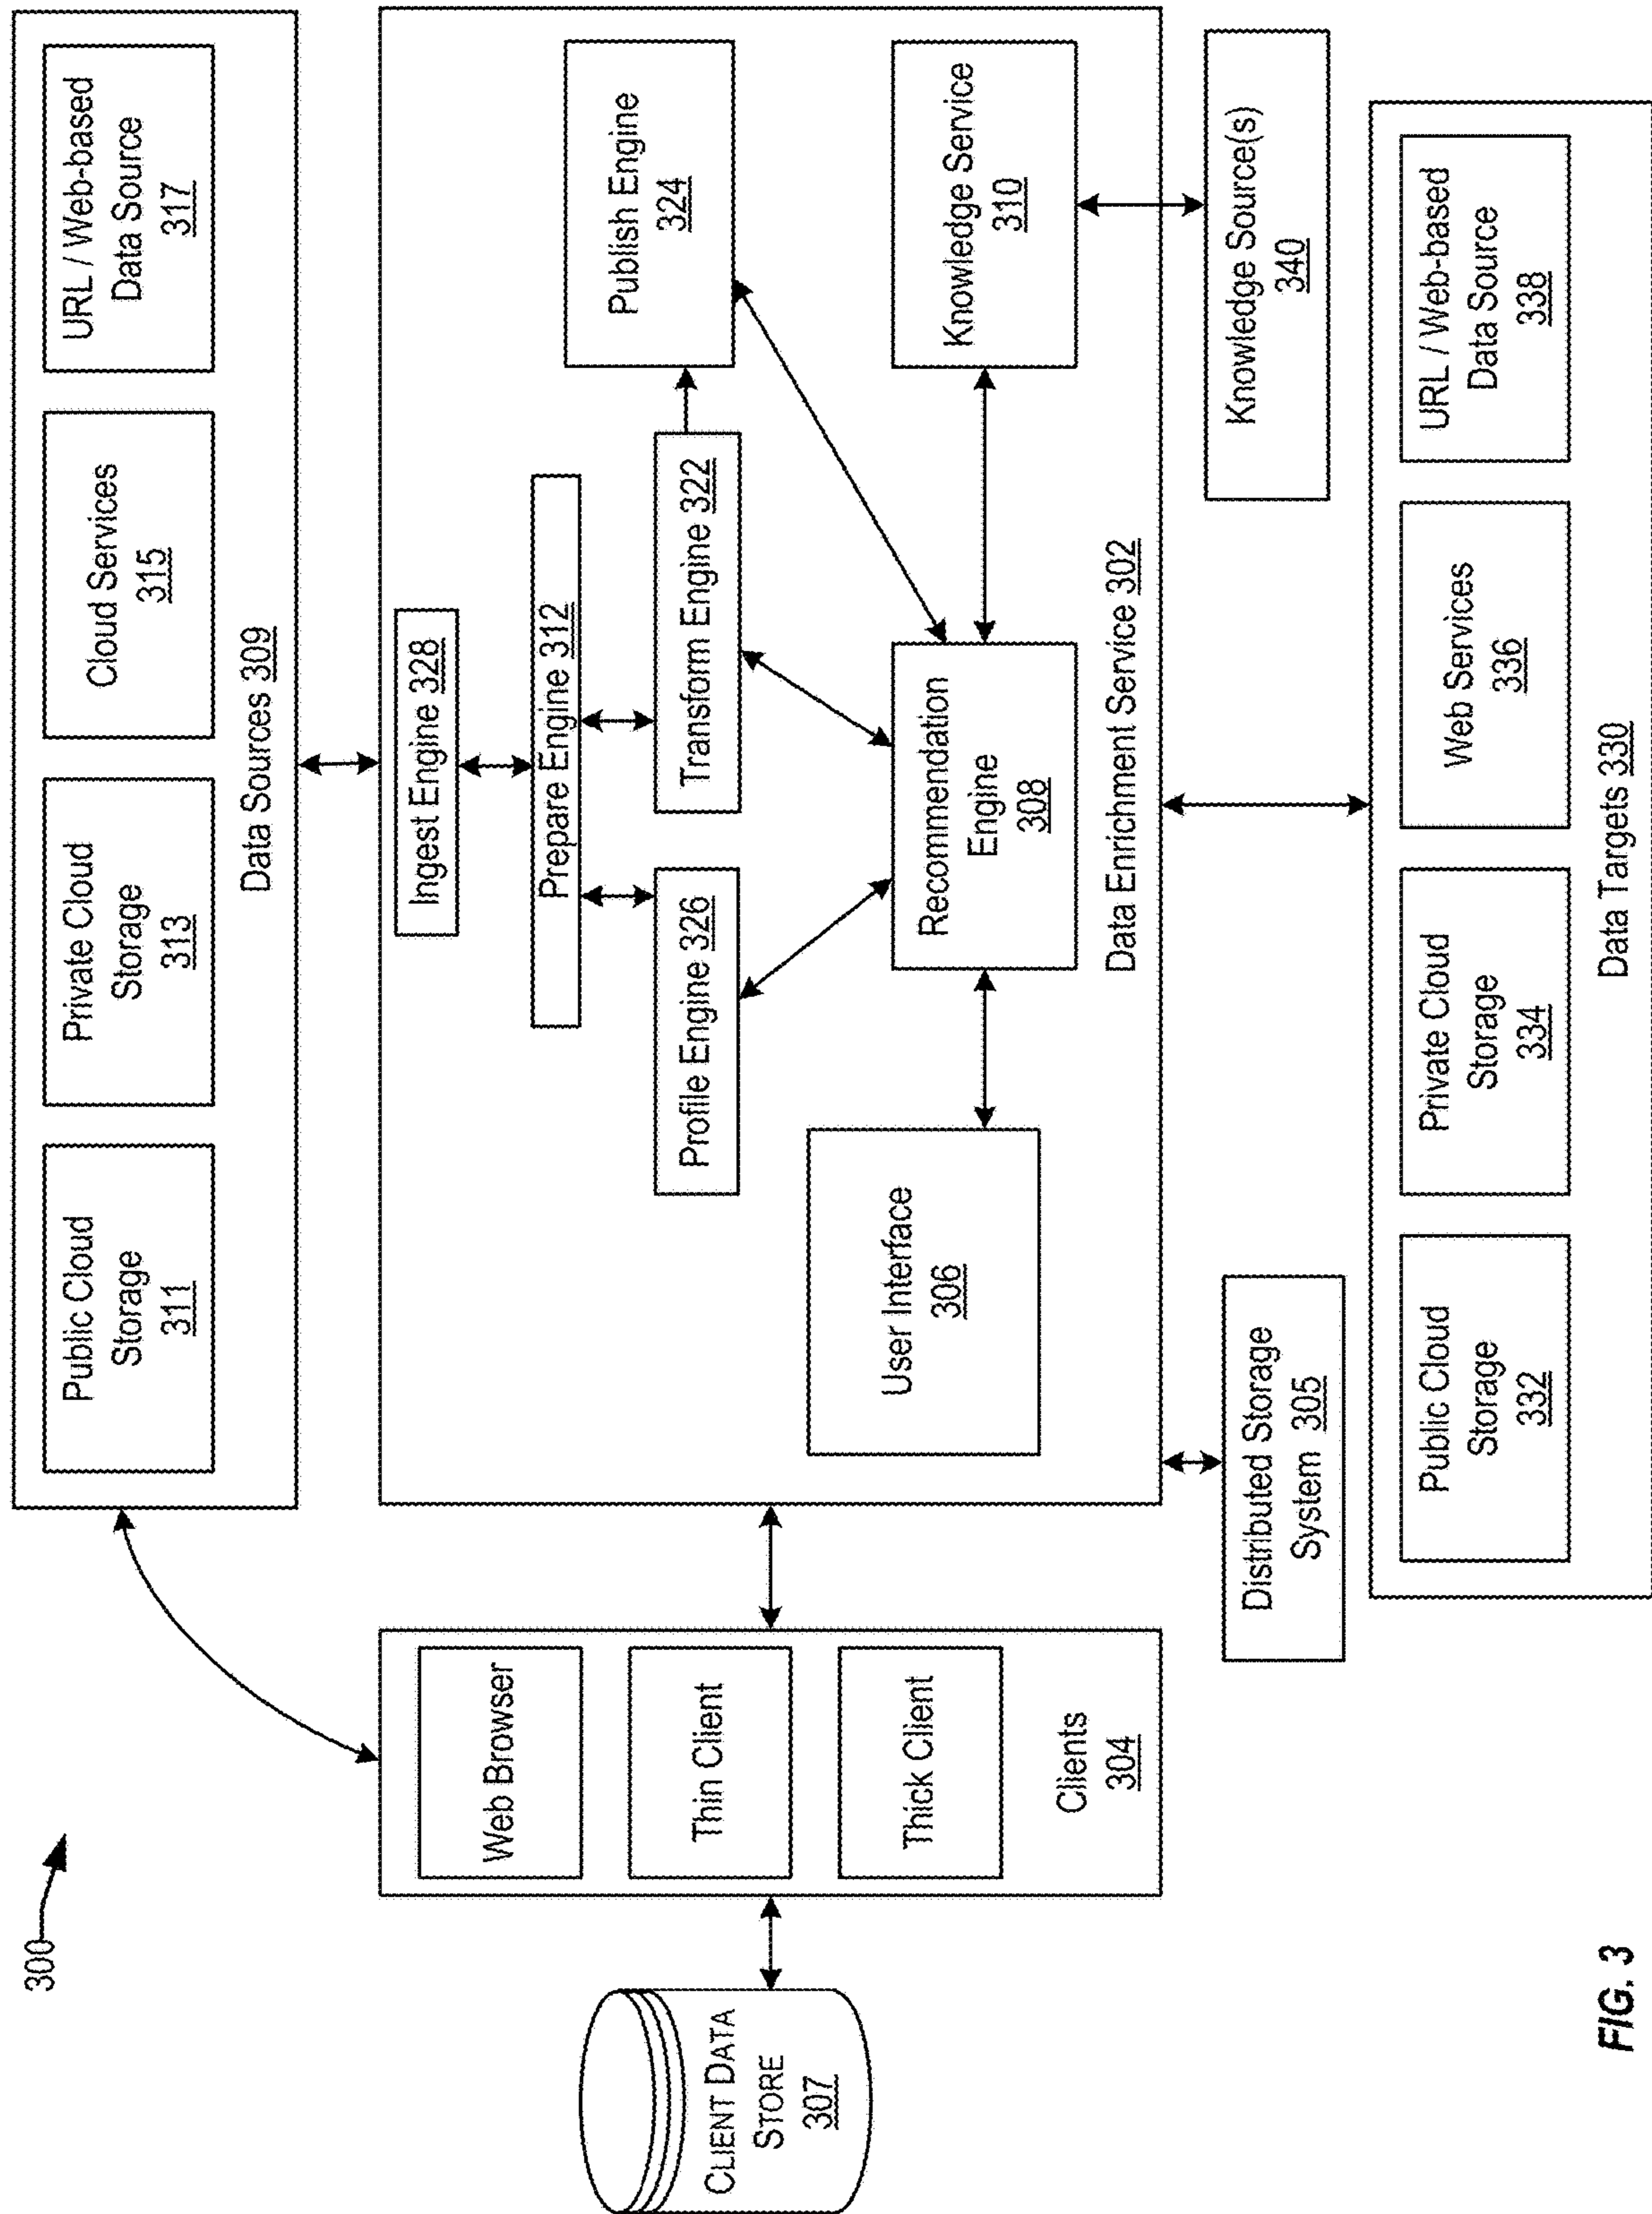 300
Public Cloud
Storage
311
Private Cloud
Storage
313
Cloud Services
315
URL / Web-based
Data Source
317
Data Sources 309
Ingest Engine 328
Prepare Engine 312
Profile Engine 326
Transform Engine 322
Publish Engine
324
User Interface
306
Recommendation
Engine
308
Knowledge Service
310
Data Enrichment Service 302
Web Browser
Thin Client
Thick Client
Clients
304
CLIENT DATA
STORE
307
Distributed Storage
System 305
Knowledge Source(s)
340
Public Cloud
Storage
332
Private Cloud
Storage
334
Web Services
336
URL / Web-based
Data Source
338
Data Targets 330
FIG. 3